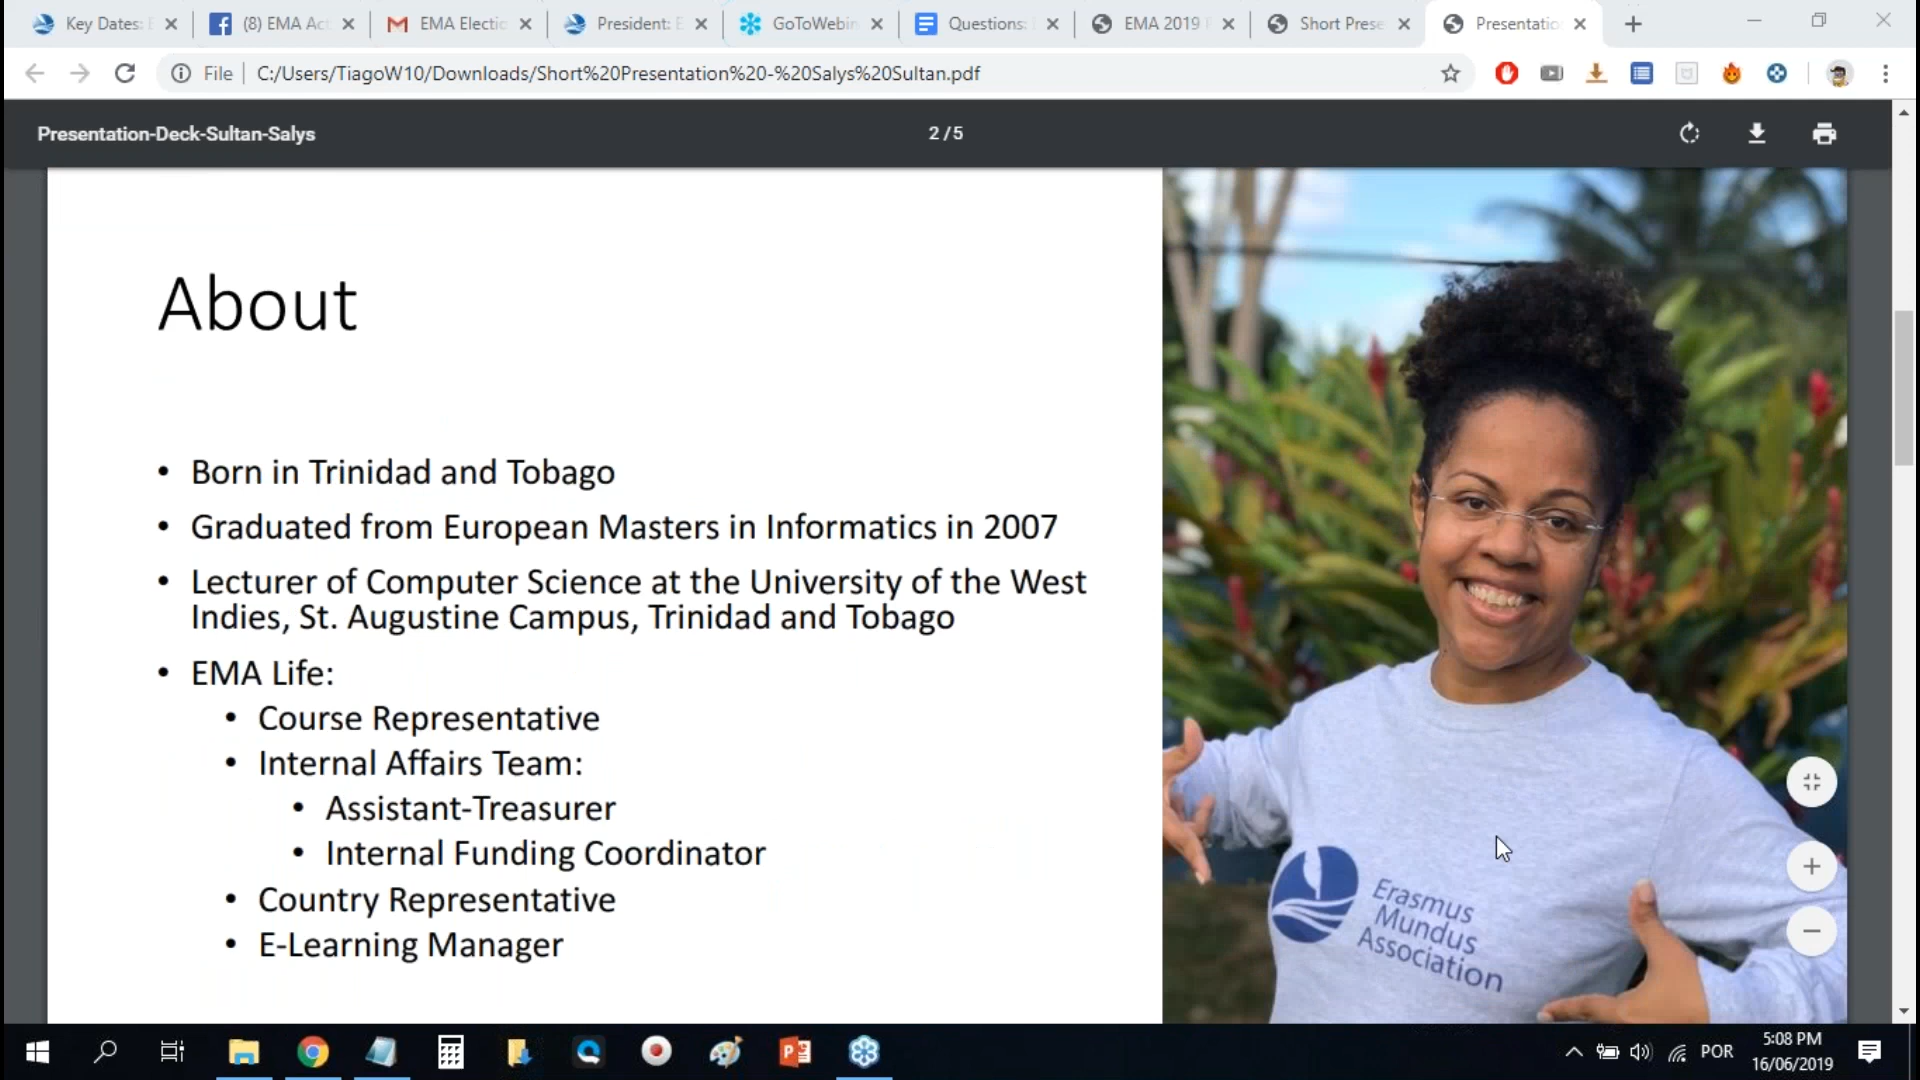 Key Dates: E
(8) EMA Act
EMA Electio
President: E
GoToWebin
Questions:
EMA 2019
Short Prese
Presentatio
File
C:/Users/TiagoW10/Downloads/Short%20Presentation%20-%20Salys%20Sultan.pdf
Presentation-Deck-Sultan-Salys
2 / 5
About
• Born in Trinidad and Tobago
• Graduated from European Masters in Informatics in 2007
• Lecturer of Computer Science at the University of the West
Indies, St. Augustine Campus, Trinidad and Tobago
• EMA Life:
• Course Representative
• Internal Affairs Team:
• Assistant-Treasurer
• Internal Funding Coordinator
• Country Representative
• E-Learning Manager
Erasmus
Mundus
Association
POR
5:08 PM
16/06/2019